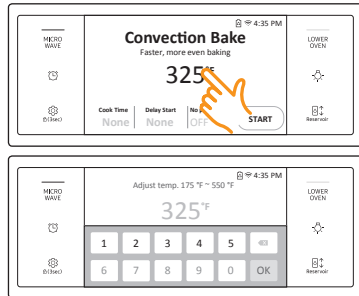 4:35 PM
MICRO
WAVE
Convection Bake
Faster, more even baking
LOWER
OVEN
325°F
Cook Time Delay Start
None None OFF
START
(3sec)
Reservoir
4:35 PM
MICRO
WAVE
Adjust temp. 175 °F ~ 550 °F
LOWER
OVEN
325°F
1 2 3 4 5
6 7 8 9 0 OK
(3sec)
Reservoir